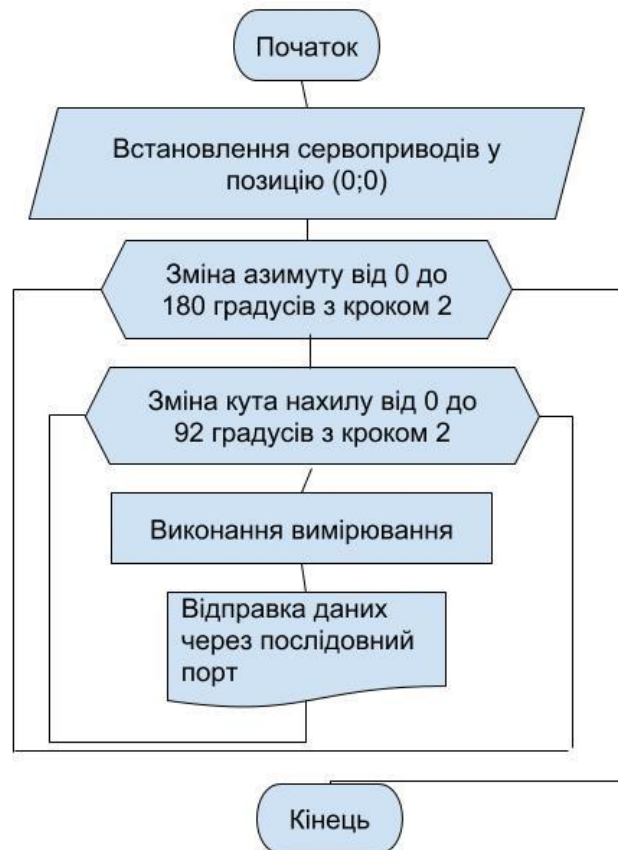 Початок
Встановлення сервоприводів у
позицію (0;0)
Зміна азимуту від 0 до
180 градусів з кроком 2
Зміна кута нахилу від 0 до
92 градусів з кроком 2
Виконання вимірювання
Відправка даних
через послідовний
порт
Кінець